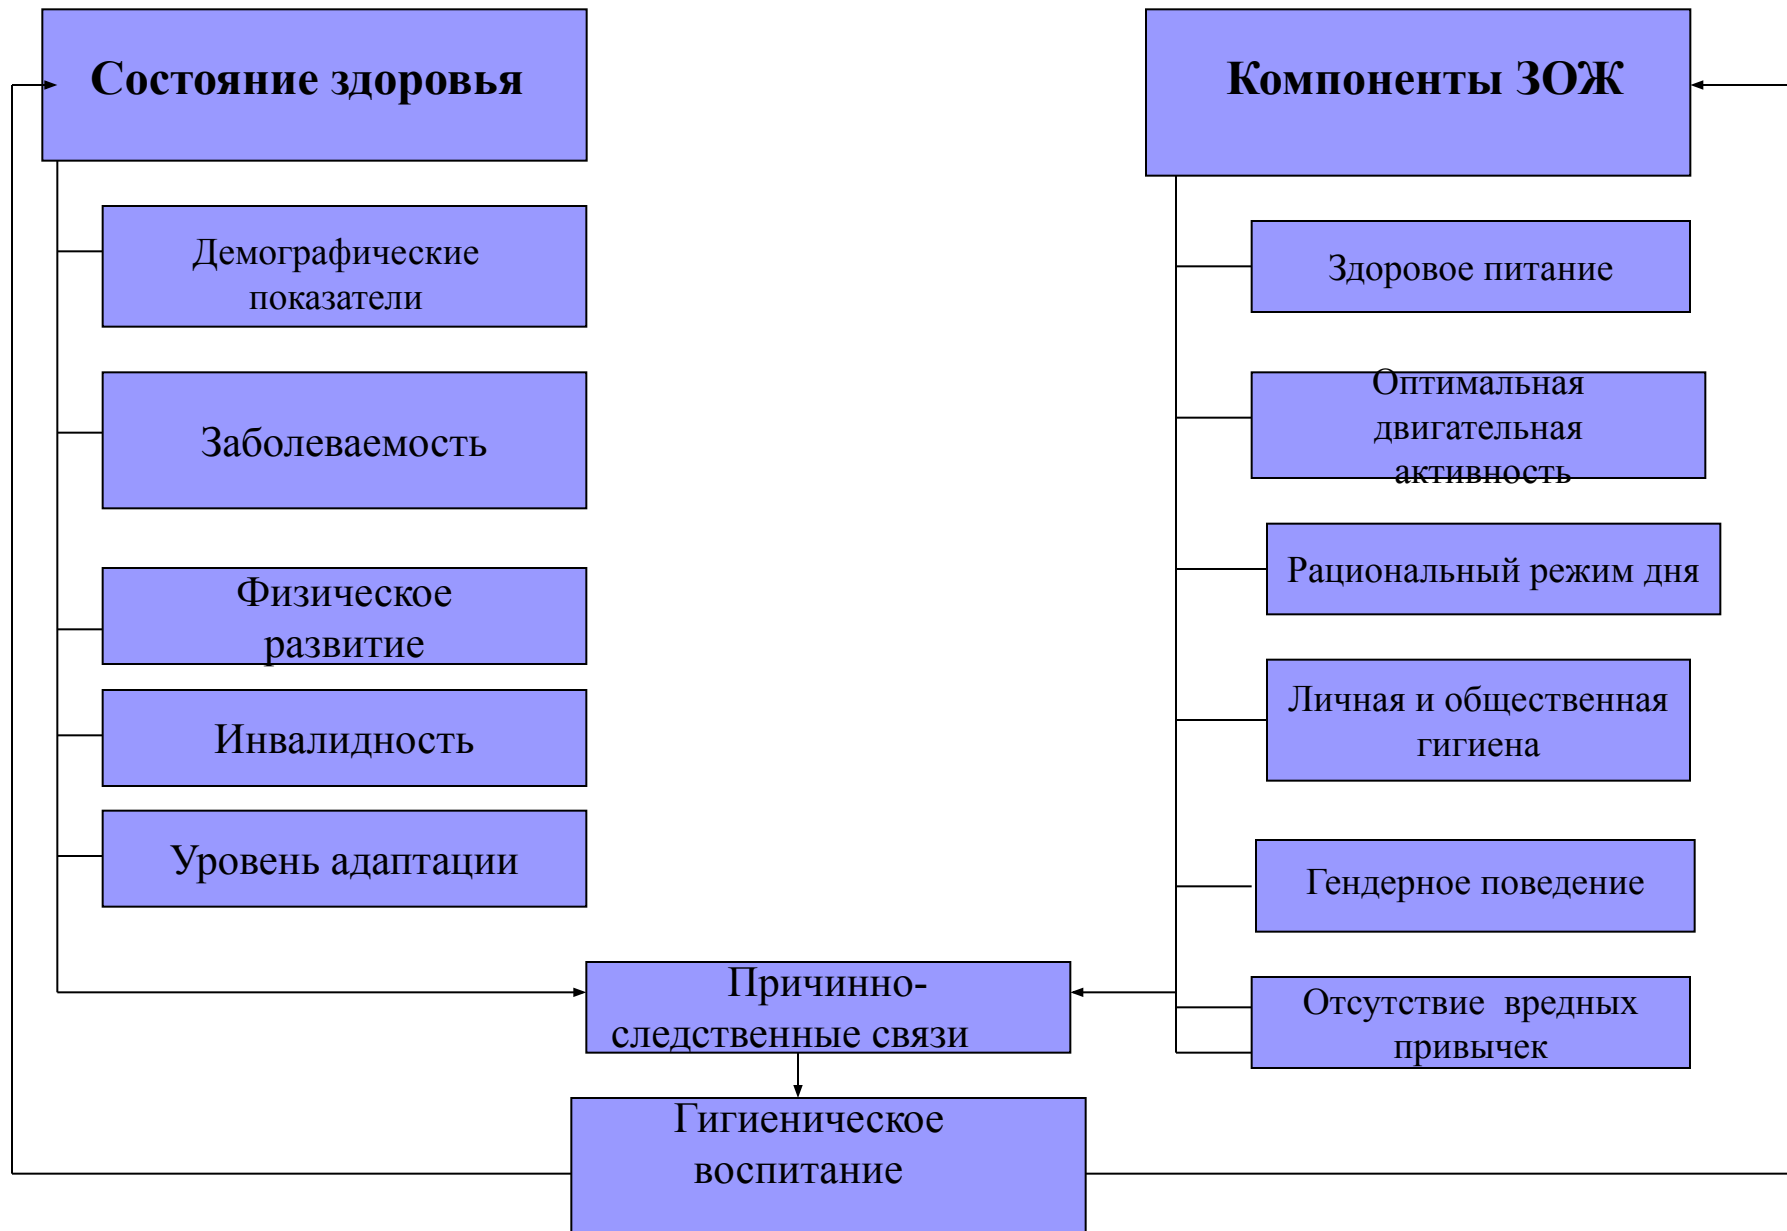 Состояние здоровья
Демографические
показатели
Заболеваемость
Физическое
развитие
Инвалидность
Уровень адаптации
Компоненты ЗОЖ
Здоровое питание
Оптимальная
двигательная
активность
Рациональный режим дня
Личная и общественная
гигиена
Гендерное поведение
Отсутствие вредных
привычек
Причинно-
следственные связи
Гигиеническое
воспитание